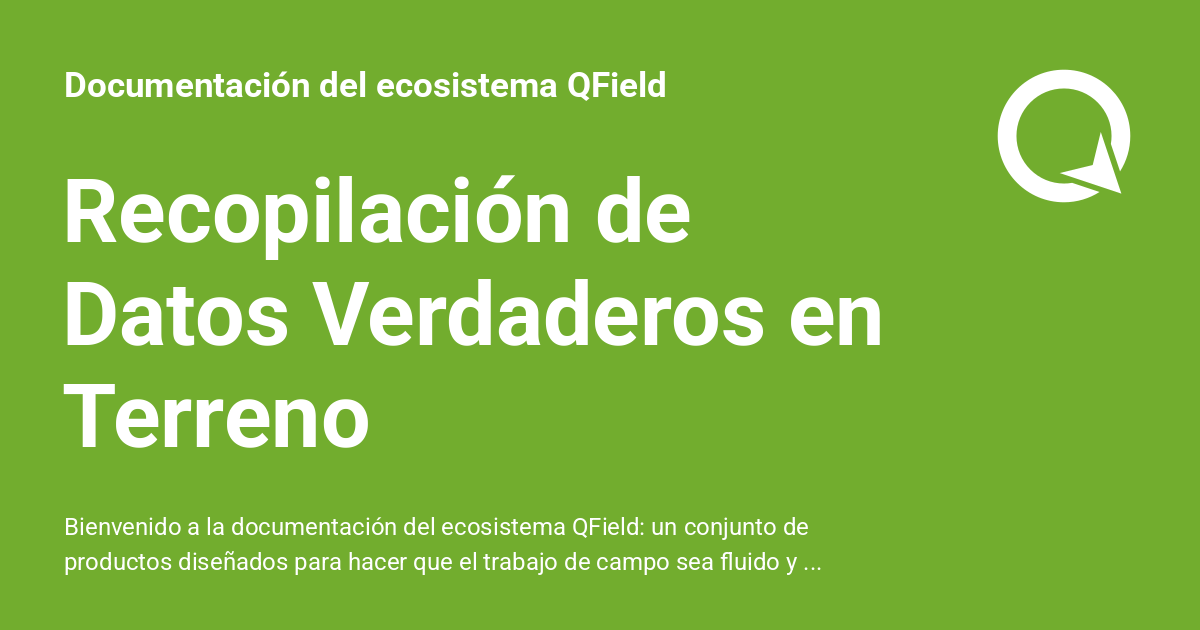 Documentación del ecosistema QField
Recopilación de
Datos Verdaderos en
Terreno
Bienvenido a la documentación del ecosistema QField: un conjunto de
productos diseñados para hacer que el trabajo de campo sea fluido y ...